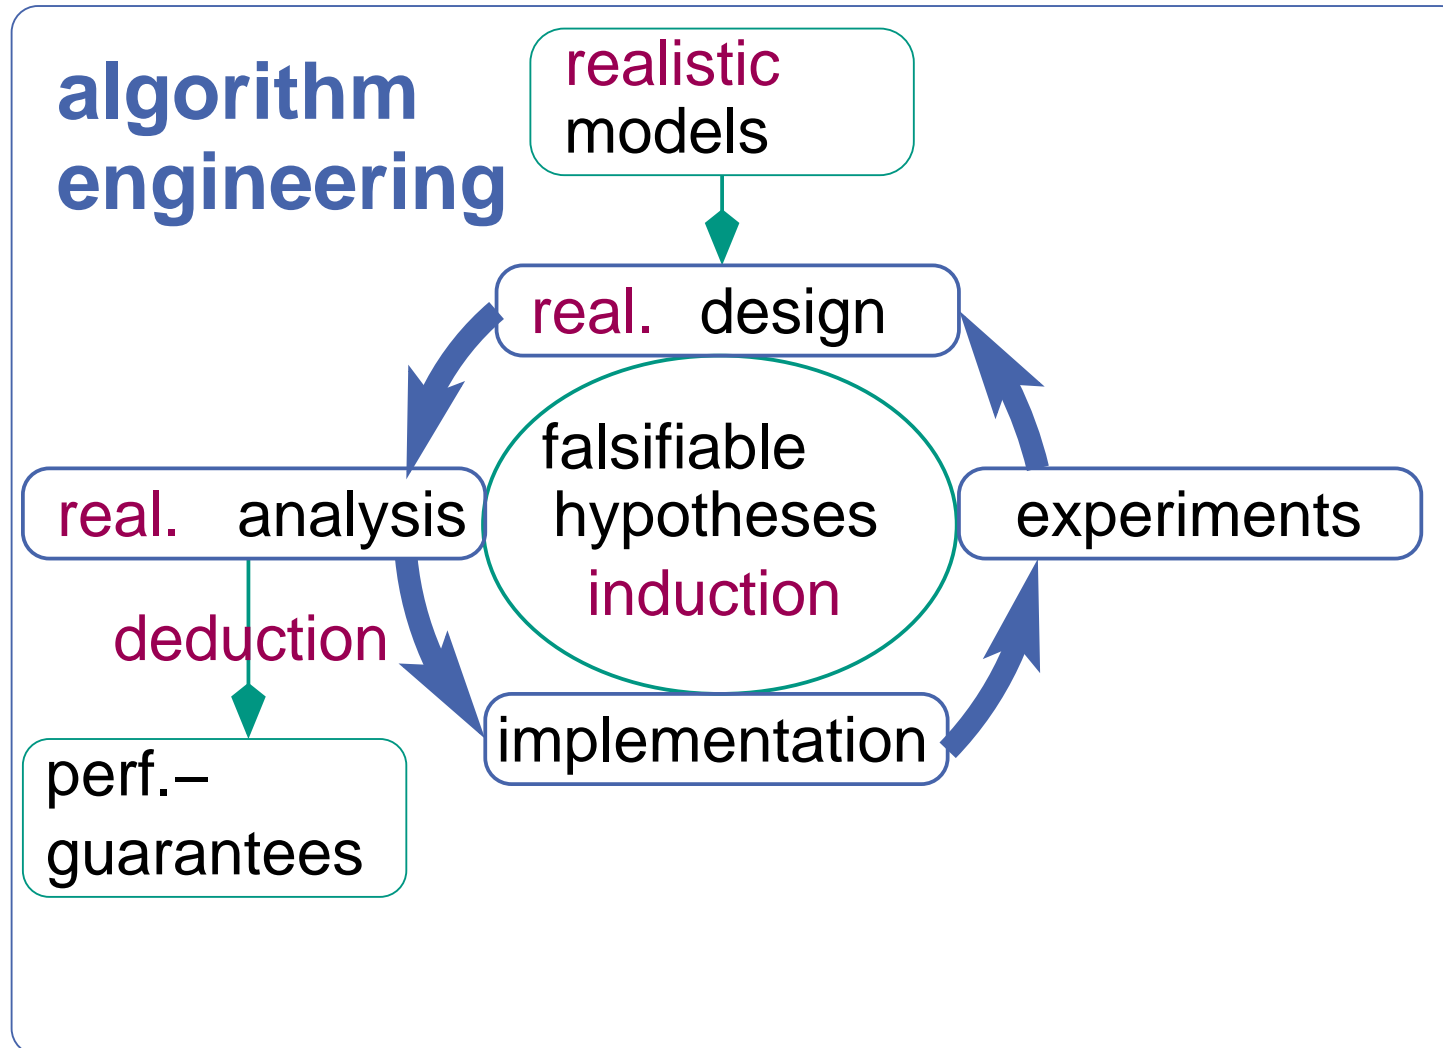 algorithm
engineering
realistic
models
real. design
falsifiable
hypotheses
induction
real. analysis
experiments
deduction
implementation
perf.–
guarantees